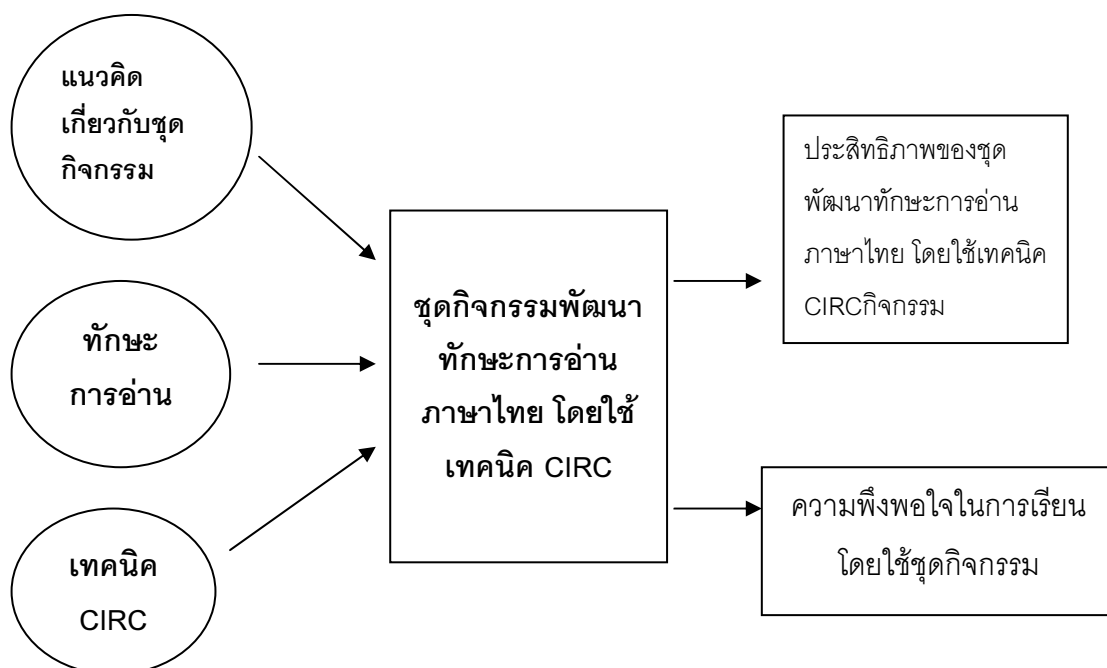 แนวคิด
เกี่ยวกับชุด
กิจกรรม
ทักษะ
การอ่าน
เทคนิค
CIRC
ชุดกิจกรรมพัฒนา
ทักษะการอ่าน
ภาษาไทย โดยใช้
เทคนิค CIRC
ประสิทธิภาพของชุด
พัฒนาทักษะการอ่าน
ภาษาไทย โดยใช้เทคนิค
CIRCกิจกรรม
ความพึงพอใจในการเรียน
โดยใช้ชุดกิจกรรม